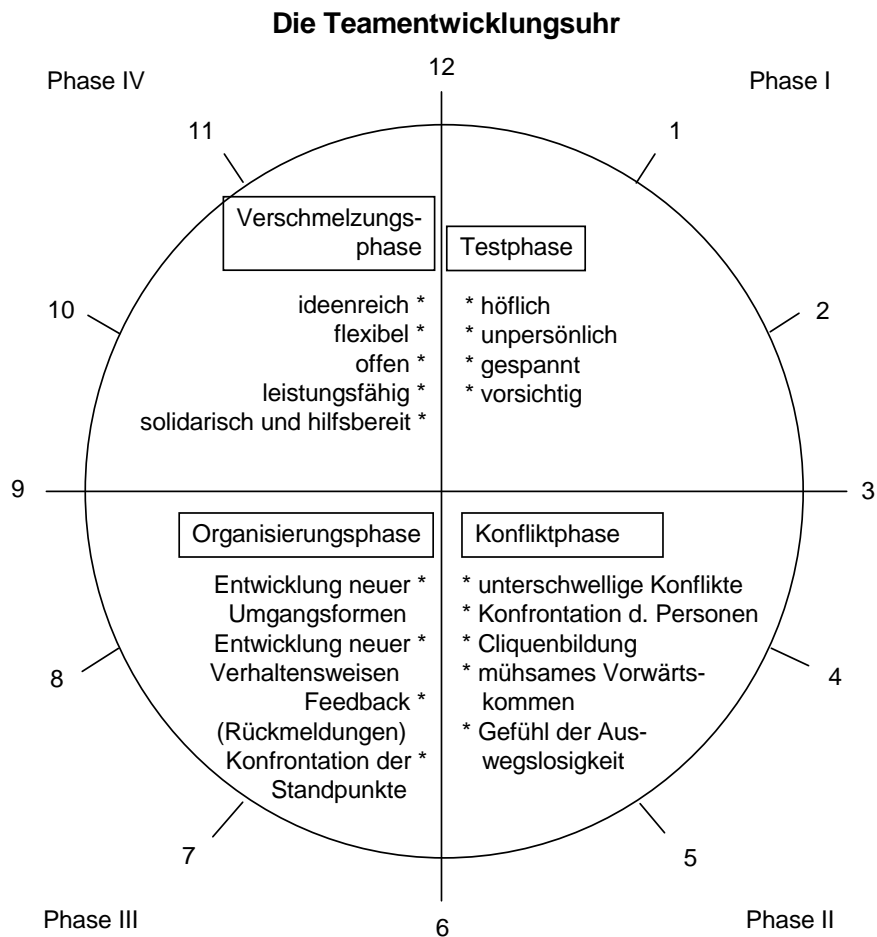 Die Teamentwicklungsuhr
12
Phase IV
Phase I
11
1
Verschmelzungs-
phase
Testphase
ideenreich *
flexibel *
offen *
leistungsfähig *
solidarisch und hilfsbereit *
* höflich
* unpersönlich
* gespannt
* vorsichtig
10
2
9
3
Organisierungsphase
Konfliktphase
Entwicklung neuer *
Umgangsformen
Entwicklung neuer *
Verhaltensweisen
Feedback *
(Rückmeldungen)
Konfrontation der *
Standpunkte
* unterschwellige Konflikte
* Konfrontation d. Personen
* Cliquenbildung
* mühsames Vorwärts-
kommen
* Gefühl der Aus-
wegslosigkeit
8
4
7
5
Phase III
6
Phase II